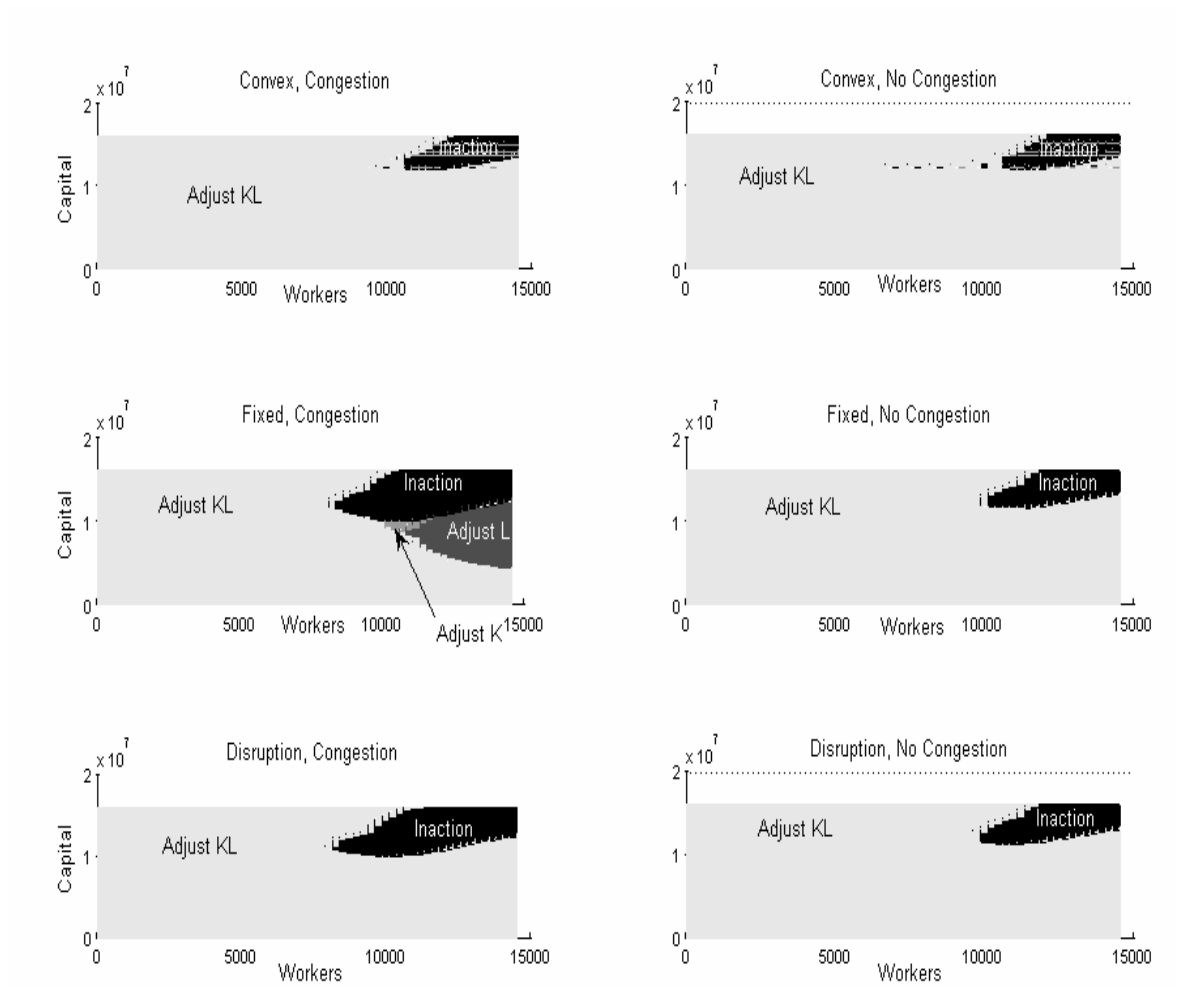 Convex, Congestion
x 10^7
2
1
0
Capital
Inaction
Adjust KL
0 5000 10000 15000
Workers
Convex, No Congestion
x 10^7
2
1
0
Inaction
Adjust KL
0 5000 10000 15000
Workers
Fixed, Congestion
x 10^7
2
1
0
Capital
Inaction
Adjust KL
Adjust L
Adjust K
0 5000 10000 15000
Workers
Fixed, No Congestion
x 10^7
2
1
0
Inaction
Adjust KL
0 5000 10000 15000
Workers
Disruption, Congestion
x 10^7
2
1
0
Capital
Inaction
Adjust KL
0 5000 10000 15000
Workers
Disruption, No Congestion
x 10^7
2
1
0
Inaction
Adjust KL
0 5000 10000 15000
Workers